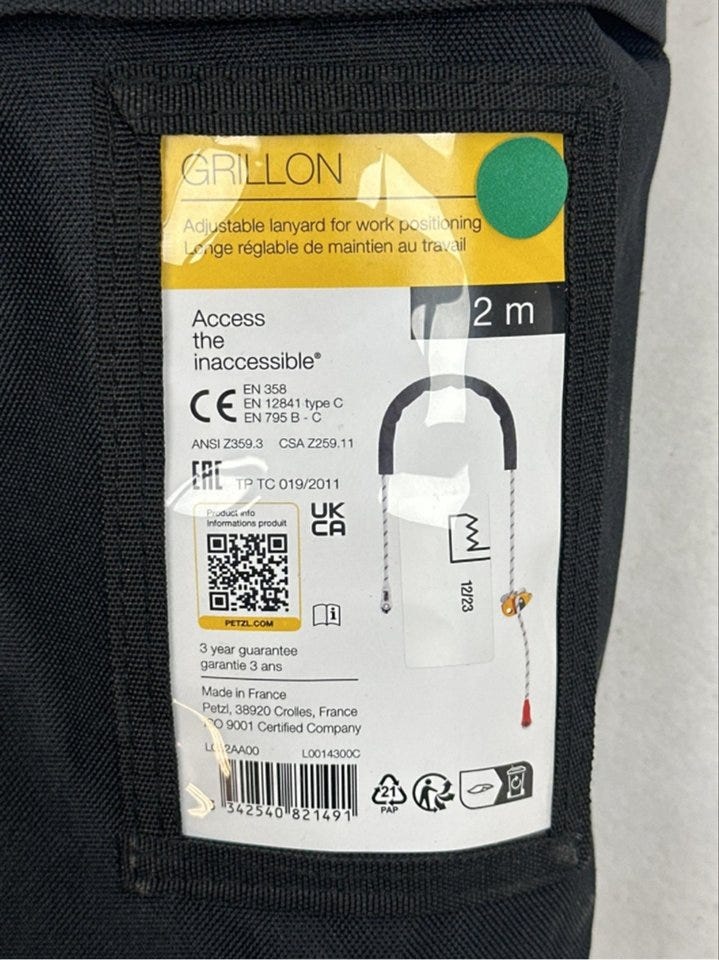 GRILLON
Adjustable lanyard for work positioning
Longe réglable de maintien au travail
2 m
Access
the
inaccessible®
CE
EN 358
EN 12841 type C
EN 795 B - C
ANSI Z359.3 CSA Z259.11
EAC TP TC 019/2011
Product info
Informations produit
UK
CA
PETZL.COM
i
12/23
3 year guarantee
garantie 3 ans
Made in France
Petzl, 38920 Crolles, France
ISO 9001 Certified Company
L0014300C
3 342540 821491
21
PAP